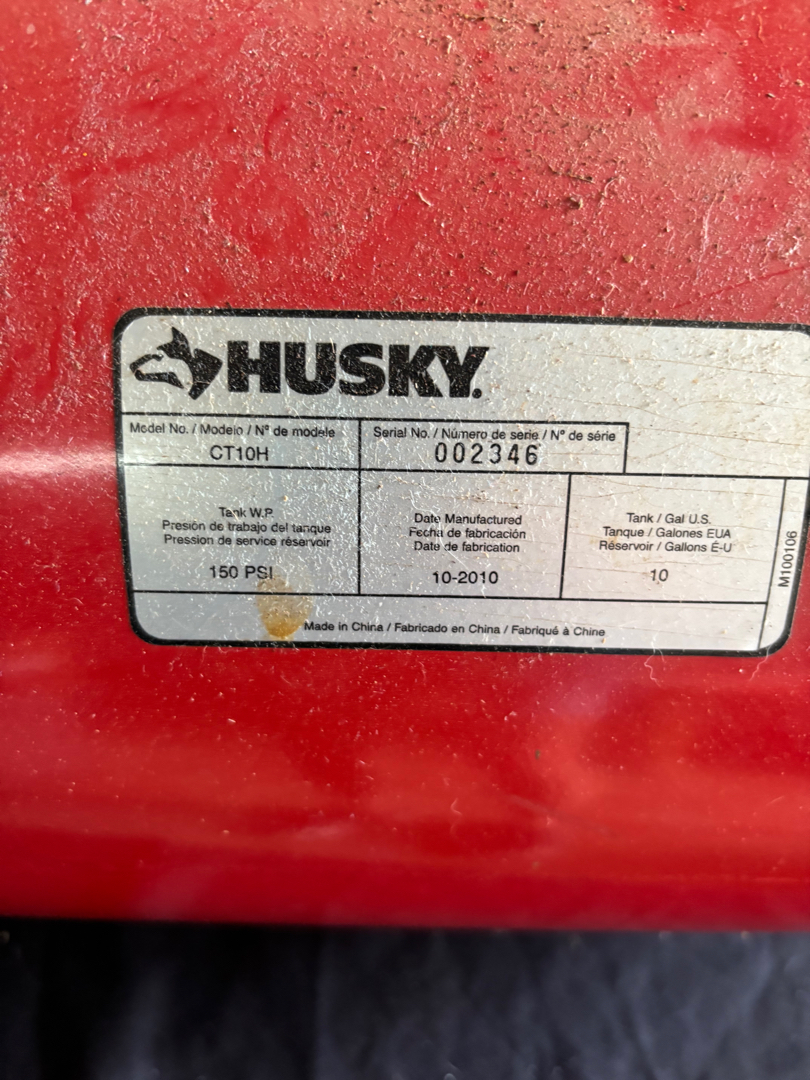 HUSKY.
Model No. / Modelo / N° de modele
CT10H
Serial No. / Número de serie / N° de série
002346
Tank W.P.
Presión de trabajo del tanque
Pression de service réservoir
150 PSI
Date Manufactured
Fecha de fabricación
Date de fabrication
10-2010
Tank / Gal U.S.
Tanque / Galones EUA
Réservoir / Gallons É-U
10
M100106
Made in China / Fabricado en China / Fabriqué à Chine